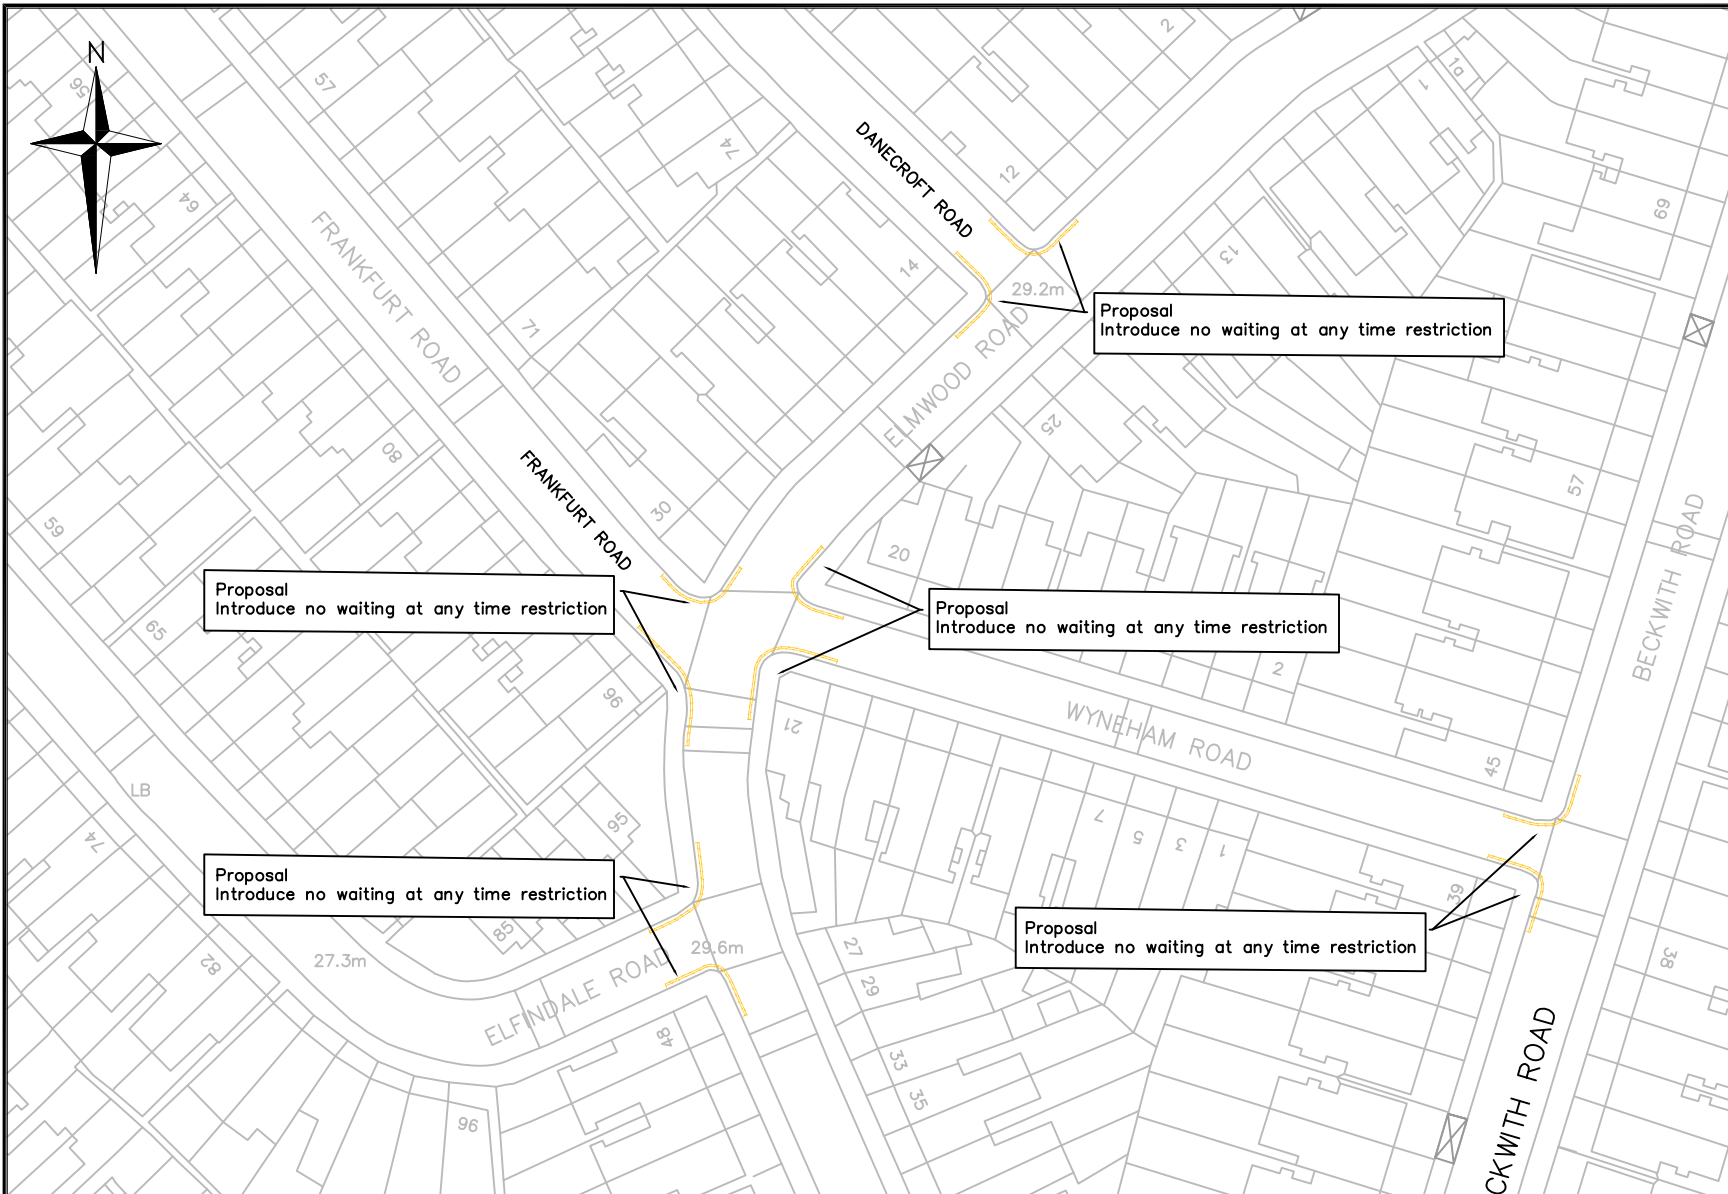 N
56
57
2
1
1a
74
12
64
DANECROFT ROAD
69
FRANKFURT ROAD
14
13
29.2m
Proposal
Introduce no waiting at any time restriction
71
ELMWOOD ROAD
25
80
FRANKFURT ROAD
30
57
59
20
BECKWITH ROAD
Proposal
Introduce no waiting at any time restriction
Proposal
Introduce no waiting at any time restriction
65
96
2
21
WYNEHAM ROAD
45
LB
74
95
7
5
3
1
Proposal
Introduce no waiting at any time restriction
39
85
82
27.3m
29.6m
27
Proposal
Introduce no waiting at any time restriction
38
29
ELFINDALE ROAD
48
33
35
96
CKWITH ROAD